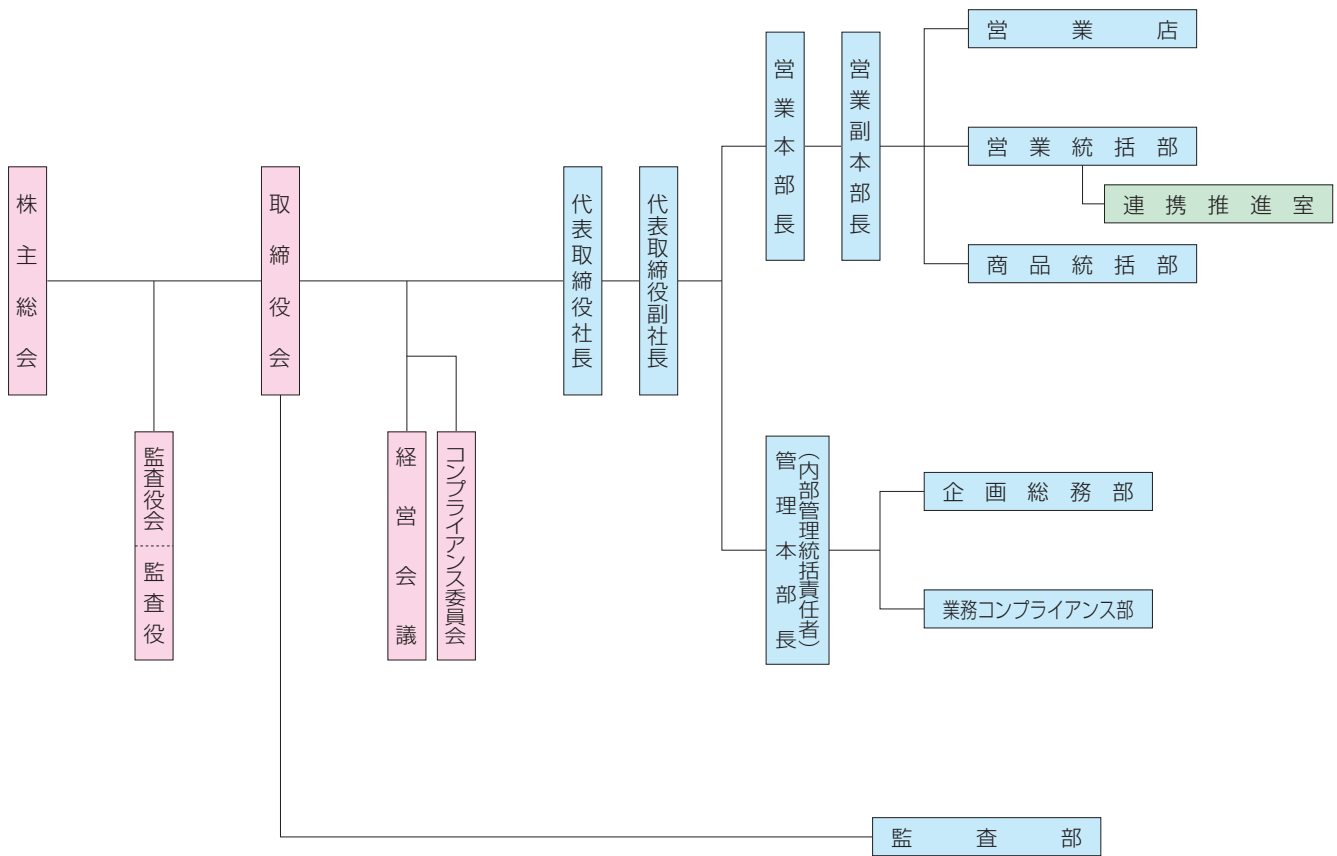 株主総会
監査役会
監査役
取締役会
経営会議
コンプライアンス委員会
代表取締役社長
代表取締役副社長
営業本部長
営業副本部長
営業店
営業統括部
連携推進室
商品統括部
管理本部長
（内部管理統括責任者）
企画総務部
業務コンプライアンス部
監査部